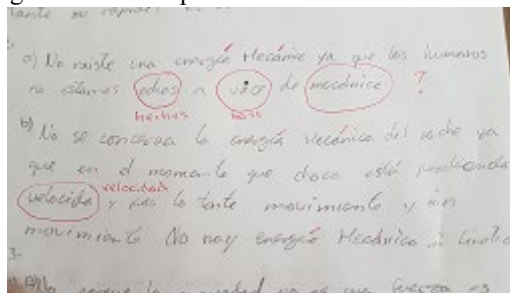 a) No existe una energía Mecánica ya que los humanos
no estamos edios a vace de mecánica ?
hechos base
b) No se conserva la energía mecánica del coche ya
que en el momento que choca está perdiendo
velocida velocidad y por lo tanto movimiento y sin
movimiento No hay energía Mecánica ni
3-